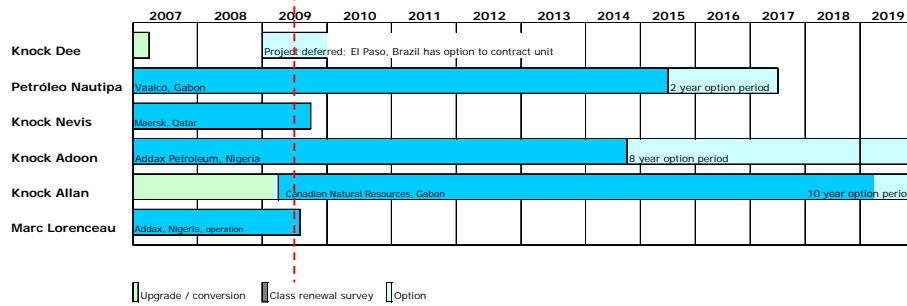 2007 2008 2009 2010 2011 2012 2013 2014 2015 2016 2017 2018 2019
Knock Dee
Project deferred; El Paso, Brazil has option to contract unit
Petróleo Nautipa
Vaalco, Gabon
2 year option period
Knock Nevis
Maersk, Qatar
Knock Adoon
Addax Petroleum, Nigeria
8 year option period
Knock Allan
Canadian Natural Resources, Gabon
10 year option perio
Marc Lorenceau
Addax, Nigeria, operation
Upgrade / conversion Class renewal survey Option